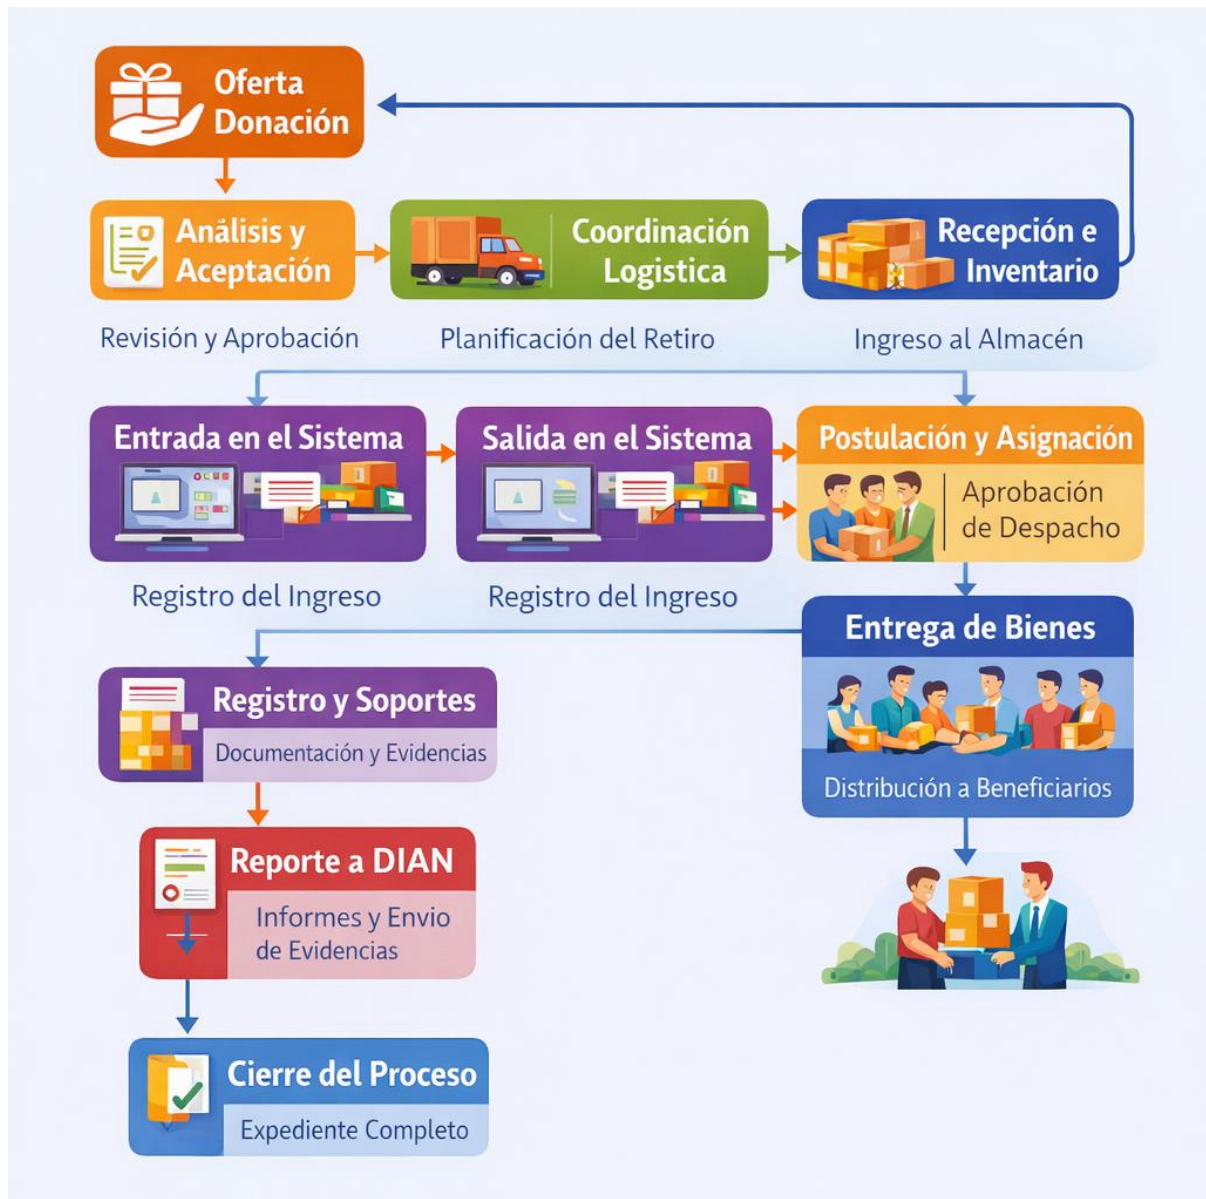 Oferta
Donación
Análisis y
Aceptación
Coordinación
Logistica
Recepción e
Inventario
Revisión y Aprobación
Planificación del Retiro
Ingreso al Almacén
Entrada en el Sistema
Salida en el Sistema
Postulación y Asignación
Aprobación
de Despacho
Registro del Ingreso
Registro del Ingreso
Entrega de Bienes
Distribución a Beneficiarios
Registro y Soportes
Documentación y Evidencias
Reporte a DIAN
Informes y Envio
de Evidencias
Cierre del Proceso
Expediente Completo